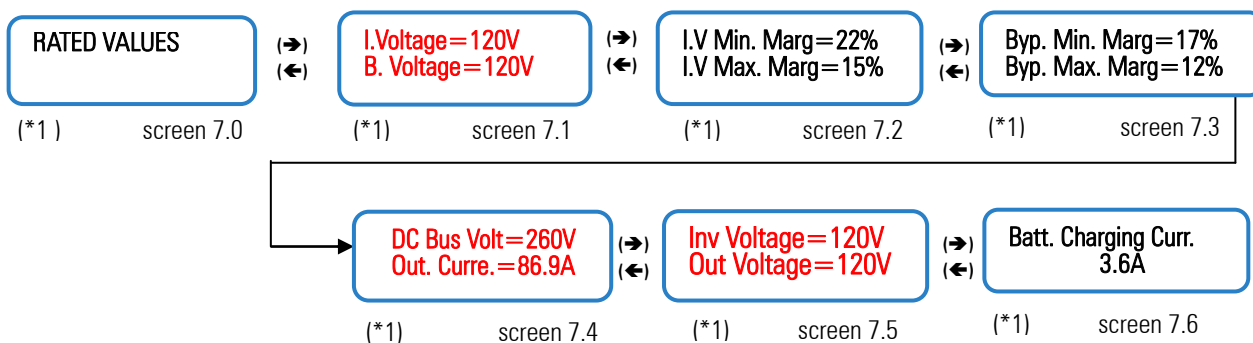 RATED VALUES
(➔)
(←)
I.Voltage=120V
B. Voltage=120V
(➔)
(←)
I.V Min. Marg=22%
I.V Max. Marg=15%
(➔)
(←)
Byp. Min. Marg=17%
Byp. Max. Marg=12%
(*1 ) screen 7.0
(*1) screen 7.1
(*1) screen 7.2
(*1) screen 7.3
DC Bus Volt=260V
Out. Curre.=86.9A
(➔)
(←)
Inv Voltage=120V
Out Voltage=120V
(➔)
(←)
Batt. Charging Curr.
3.6A
(*1) screen 7.4
(*1) screen 7.5
(*1) screen 7.6